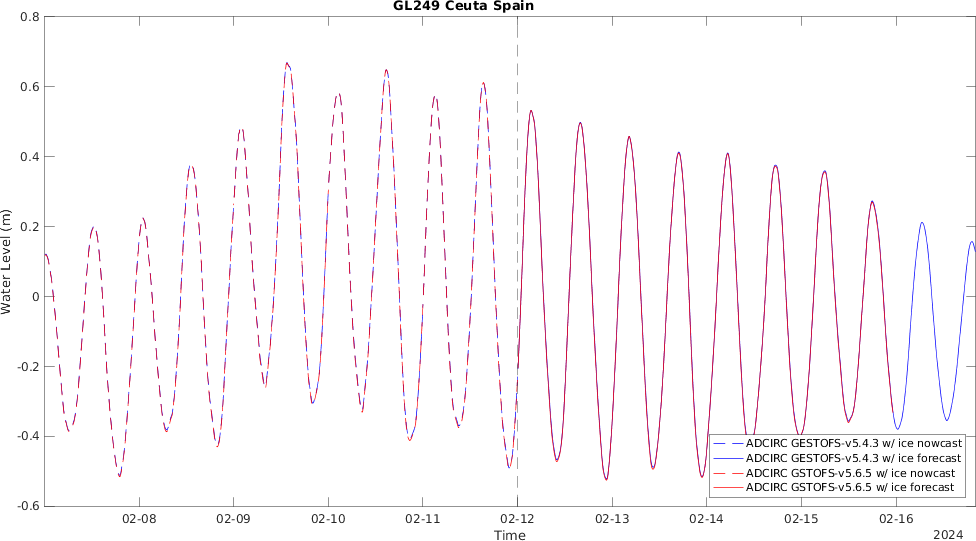 GL249 Ceuta Spain
0.8
0.6
0.4
0.2
0
-0.2
-0.4
-0.6
Water Level (m)
ADCIRC GESTOFS-v5.4.3 w/ ice nowcast
ADCIRC GESTOFS-v5.4.3 w/ ice forecast
ADCIRC GSTOFS-v5.6.5 w/ ice nowcast
ADCIRC GSTOFS-v5.6.5 w/ ice forecast
02-08 02-09 02-10 02-11 02-12 02-13 02-14 02-15 02-16
Time
2024